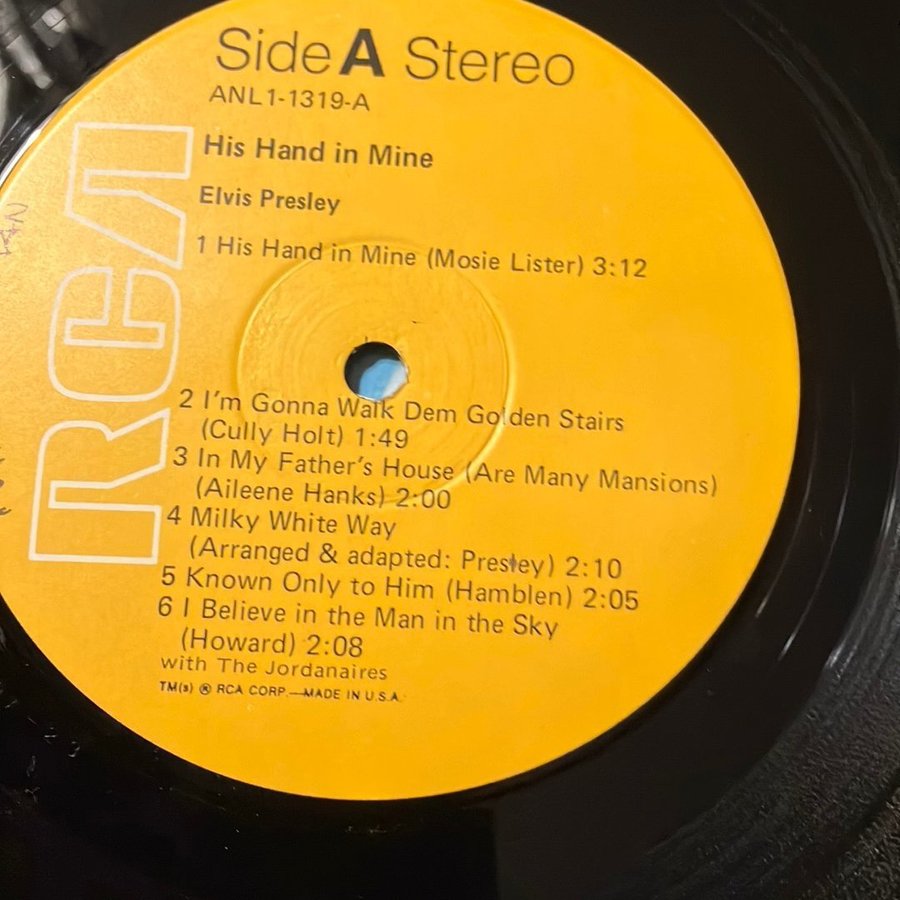 Side A Stereo
ANL1-1319-A
His Hand in Mine
Elvis Presley
1 His Hand in Mine (Mosie Lister) 3:12
2 I'm Gonna Walk Dem Golden Stairs
(Cully Holt) 1:49
3 In My Father's House (Are Many Mansions)
(Aileene Hanks) 2:00
4 Milky White Way
(Arranged & adapted: Presley) 2:10
5 Known Only to Him (Hamblen) 2:05
6 I Believe in the Man in the Sky
(Howard) 2:08
with The Jordanaires
TM(s) ® RCA CORP.—MADE IN U.S.A.
RCA